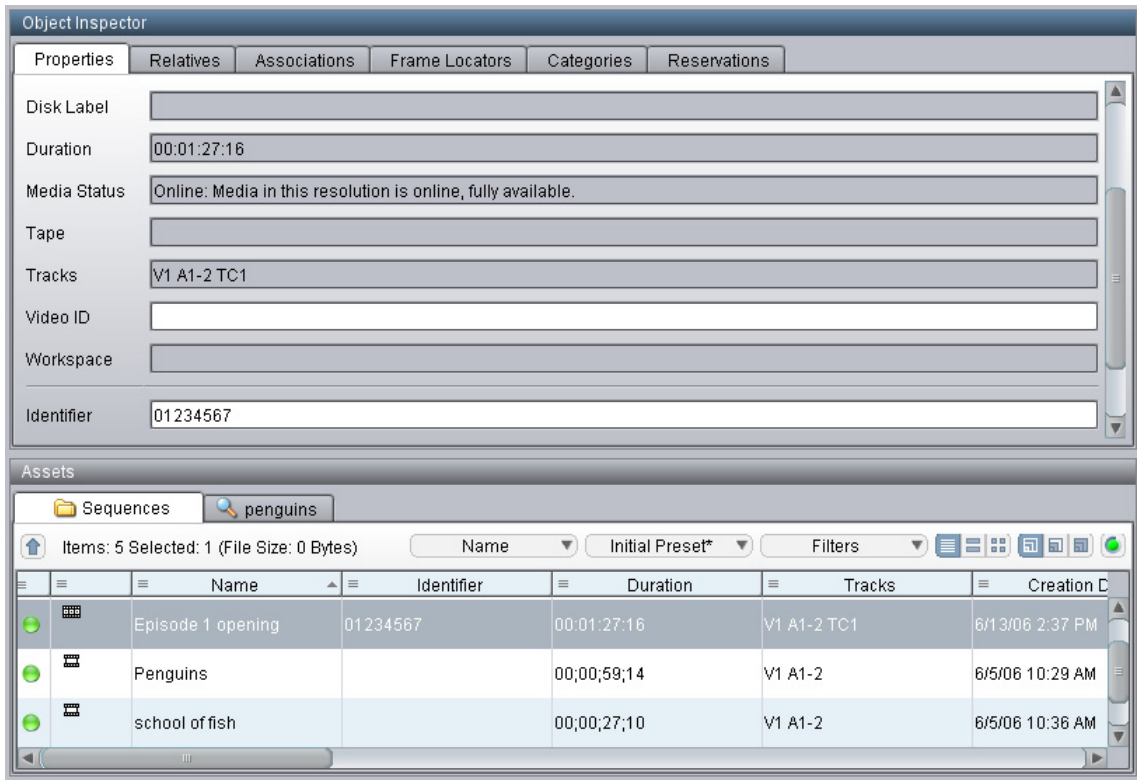 Object Inspector
Properties Relatives Associations Frame Locators Categories Reservations
Disk Label
Duration 00:01:27:16
Media Status Online: Media in this resolution is online, fully available.
Tape
Tracks V1 A1-2 TC1
Video ID
Workspace
Identifier 01234567
Assets
Sequences penguins
Items: 5 Selected: 1 (File Size: 0 Bytes) Name Initial Preset* Filters
Name Identifier Duration Tracks Creation D
Episode 1 opening 01234567 00:01:27:16 V1 A1-2 TC1 6/13/06 2:37 PM
Penguins 00;00;59;14 V1 A1-2 6/5/06 10:29 AM
school of fish 00;00;27;10 V1 A1-2 6/5/06 10:36 AM